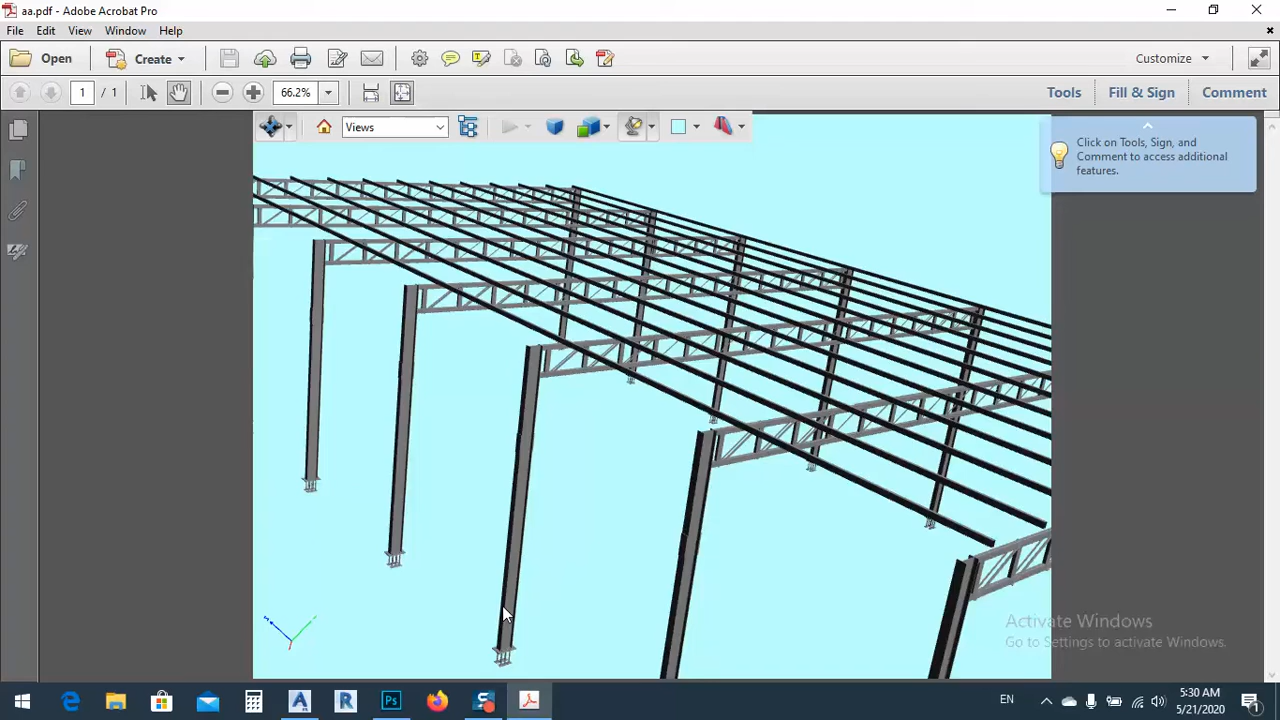 aa.pdf - Adobe Acrobat Pro
File Edit View Window Help
Open Create Customize
1 / 1 66.2% Tools Fill & Sign Comment
Views
Click on Tools, Sign, and
Comment to access additional
features.
Activate Windows
Go to Settings to activate Windows.
EN 5:30 AM
5/21/2020